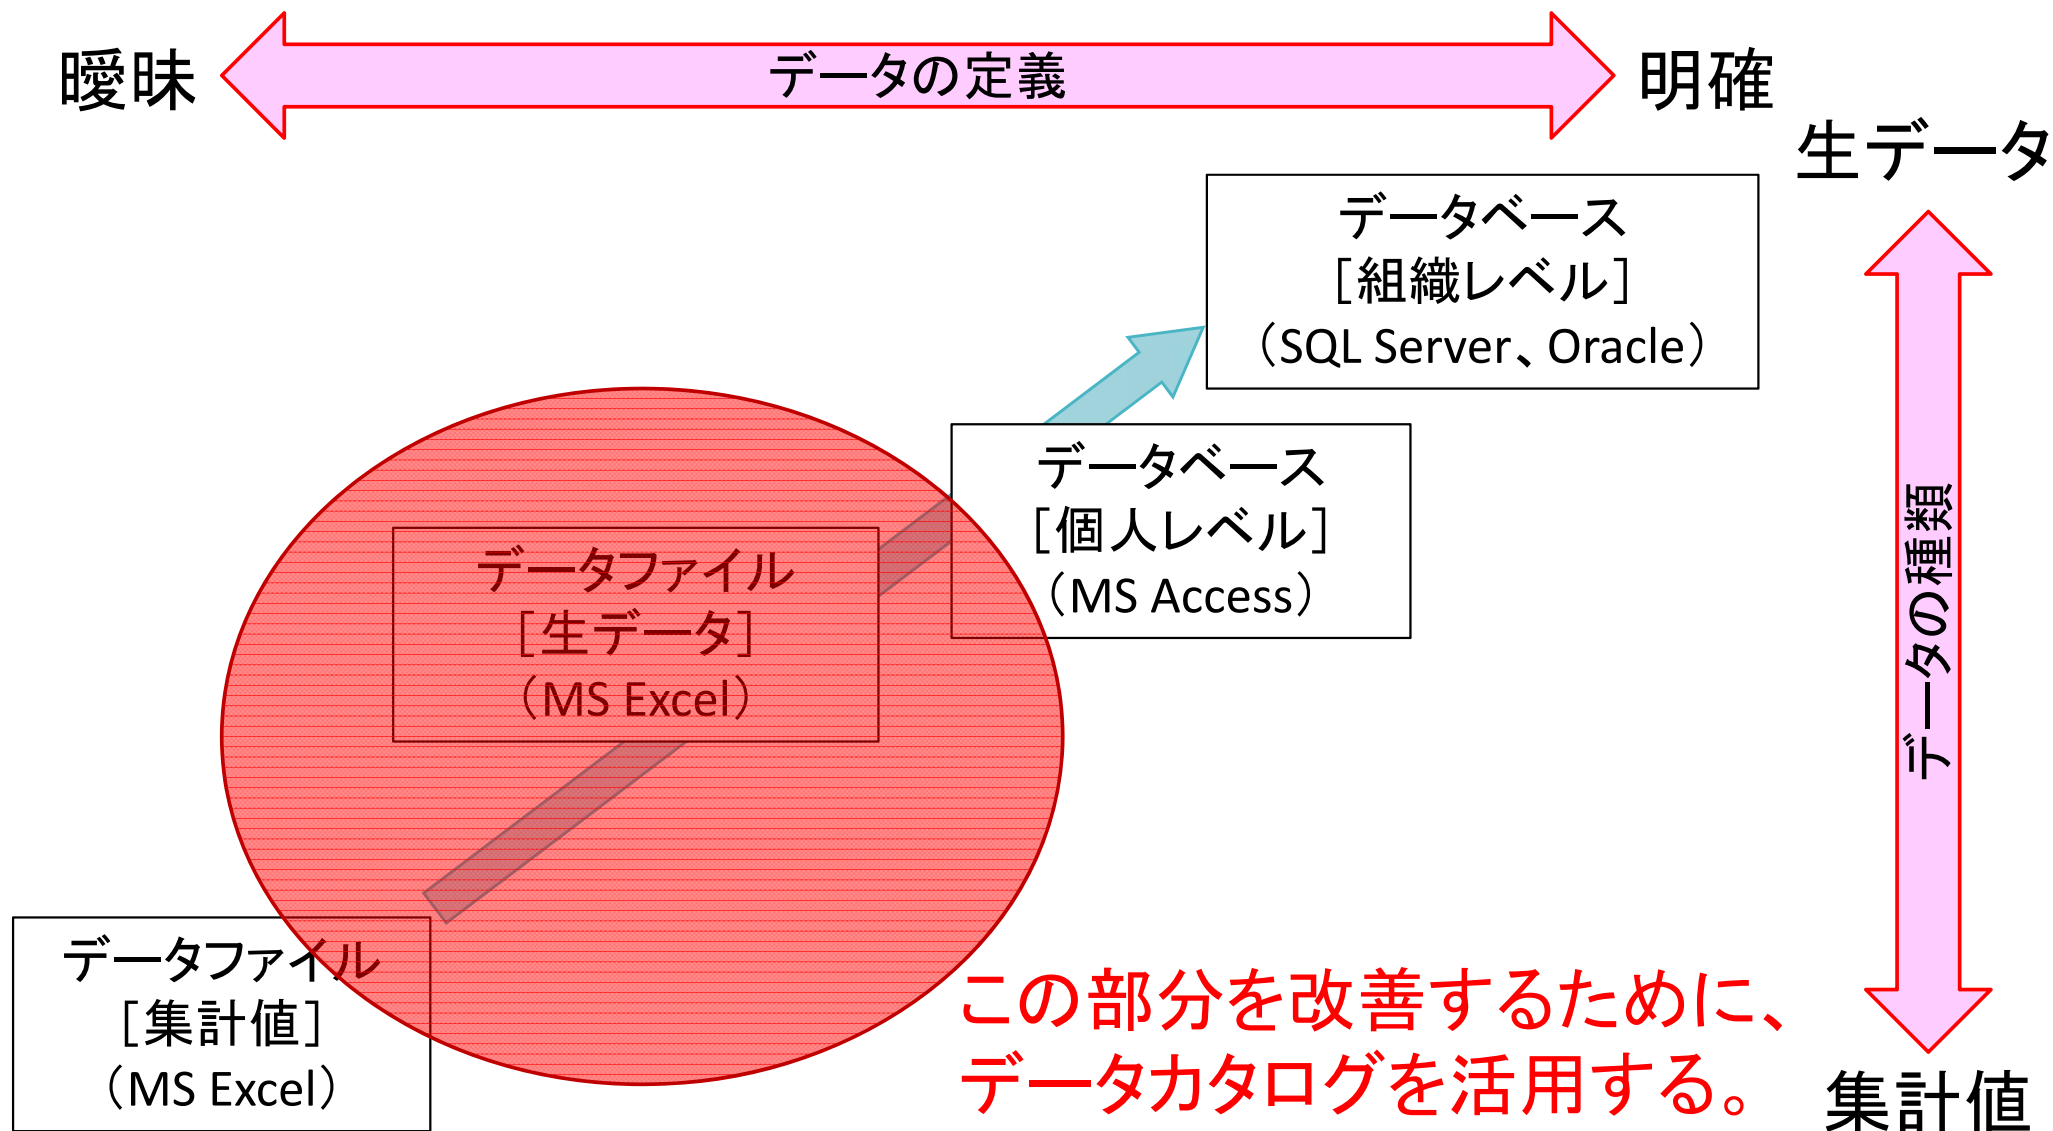 曖昧
データの定義
明確
生データ
データベース
［組織レベル］
（SQL Server、Oracle）
データベース
［個人レベル］
（MS Access）
データファイル
［生データ］
（MS Excel）
データの種類
データファイル
［集計値］
（MS Excel）
この部分を改善するために、
データカタログを活用する。
集計値